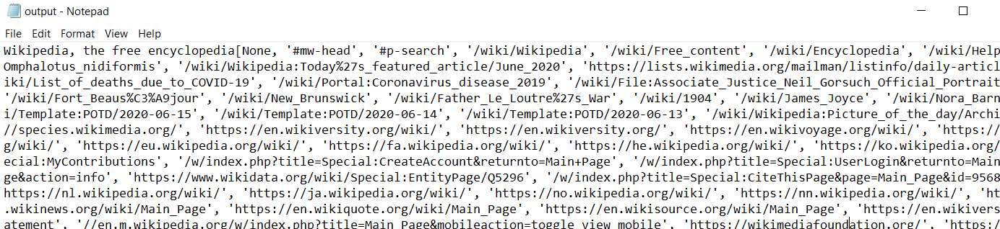 output - Notepad
File Edit Format View Help
Wikipedia, the free encyclopedia[None, '#mw-head', '#p-search', '/wiki/Wikipedia', '/wiki/Free_content', '/wiki/Encyclopedia', '/wiki/Help
Omphalotus_nidiformis', '/wiki/Wikipedia:Today%27s_featured_article/June_2020', 'https://lists.wikimedia.org/mailman/listinfo/daily-articl
iki/List_of_deaths_due_to_COVID-19', '/wiki/Portal:Coronavirus_disease_2019', '/wiki/File:Associate_Justice_Neil_Gorsuch_Official_Portrait
'/wiki/Fort_Beaus%C3%A9jour', '/wiki/New_Brunswick', '/wiki/Father_Le_Loutre%27s_War', '/wiki/1904', '/wiki/James_Joyce', '/wiki/Nora_Barn
i/Template:POTD/2020-06-15', '/wiki/Template:POTD/2020-06-14', '/wiki/Template:POTD/2020-06-13', '/wiki/Wikipedia:Picture_of_the_day/Archi
//species.wikimedia.org/', 'https://en.wikiversity.org/wiki/', 'https://en.wikiversity.org/', 'https://en.wikivoyage.org/wiki/', 'https://
g/wiki/', 'https://eu.wikipedia.org/wiki/', 'https://fa.wikipedia.org/wiki/', 'https://he.wikipedia.org/wiki/', 'https://ko.wikipedia.org/
ecial:MyContributions', '/w/index.php?title=Special:CreateAccount&returnto=Main+Page', '/w/index.php?title=Special:UserLogin&returnto=Main
ge&action=info', 'https://www.wikidata.org/wiki/Special:EntityPage/Q5296', '/w/index.php?title=Special:CiteThisPage&page=Main_Page&id=9568
https://nl.wikipedia.org/wiki/', 'https://ja.wikipedia.org/wiki/', 'https://no.wikipedia.org/wiki/', 'https://nn.wikipedia.org/wiki/', 'ht
.wikinews.org/wiki/Main_Page', 'https://en.wikiquote.org/wiki/Main_Page', 'https://en.wikisource.org/wiki/Main_Page', 'https://en.wikivers
atement', '//en.m.wikipedia.org/w/index.php?title=Main_Page&mobileaction=toggle_view_mobile', 'https://wikimediafoundation.org/', 'https:/